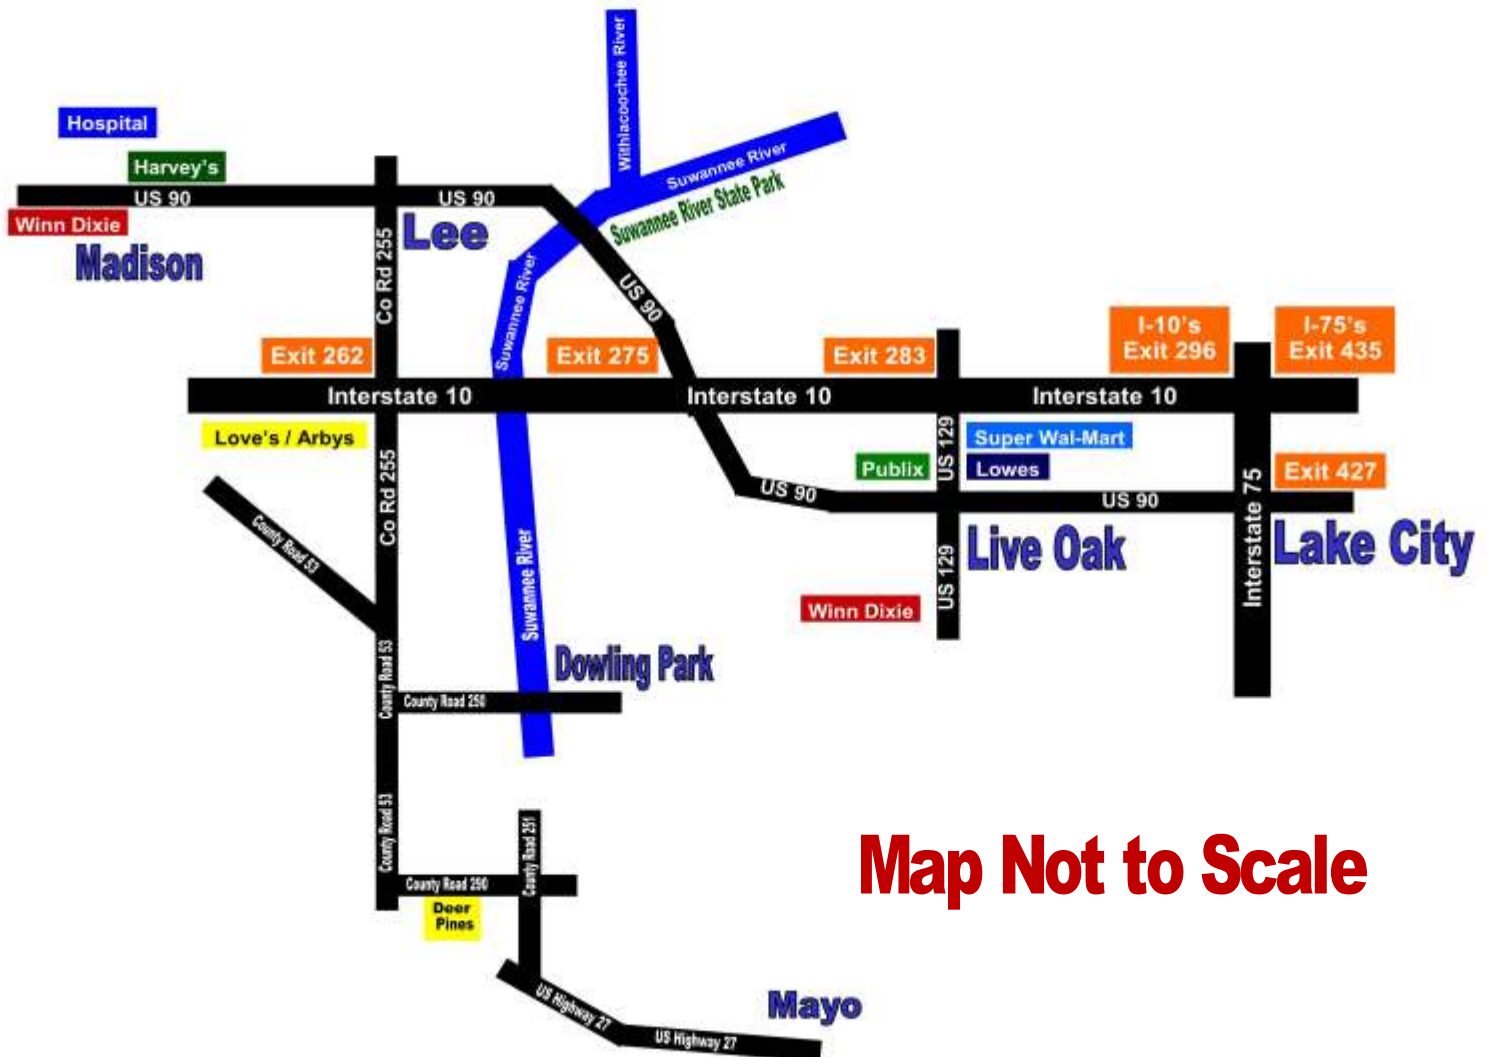 Withlacoochee River
Hospital
Harvey's
Suwannee River
US 90
US 90
Suwannee River State Park
Winn Dixie
Lee
Madison
Co Rd 255
Suwannee River
US 90
I-10's
Exit 296
I-75's
Exit 435
Exit 262
Exit 275
Exit 283
Interstate 10
Interstate 10
Interstate 10
Love's / Arbys
US 129
Super Wal-Mart
Publix
Lowes
Exit 427
Co Rd 255
US 90
US 90
Interstate 75
County Road 53
Live Oak
Lake City
Suwannee River
US 129
Winn Dixie
County Road 53
Dowling Park
County Road 250
County Road 53
County Road 251
Map Not to Scale
County Road 290
Deer
Pines
US Highway 27
Mayo
US Highway 27